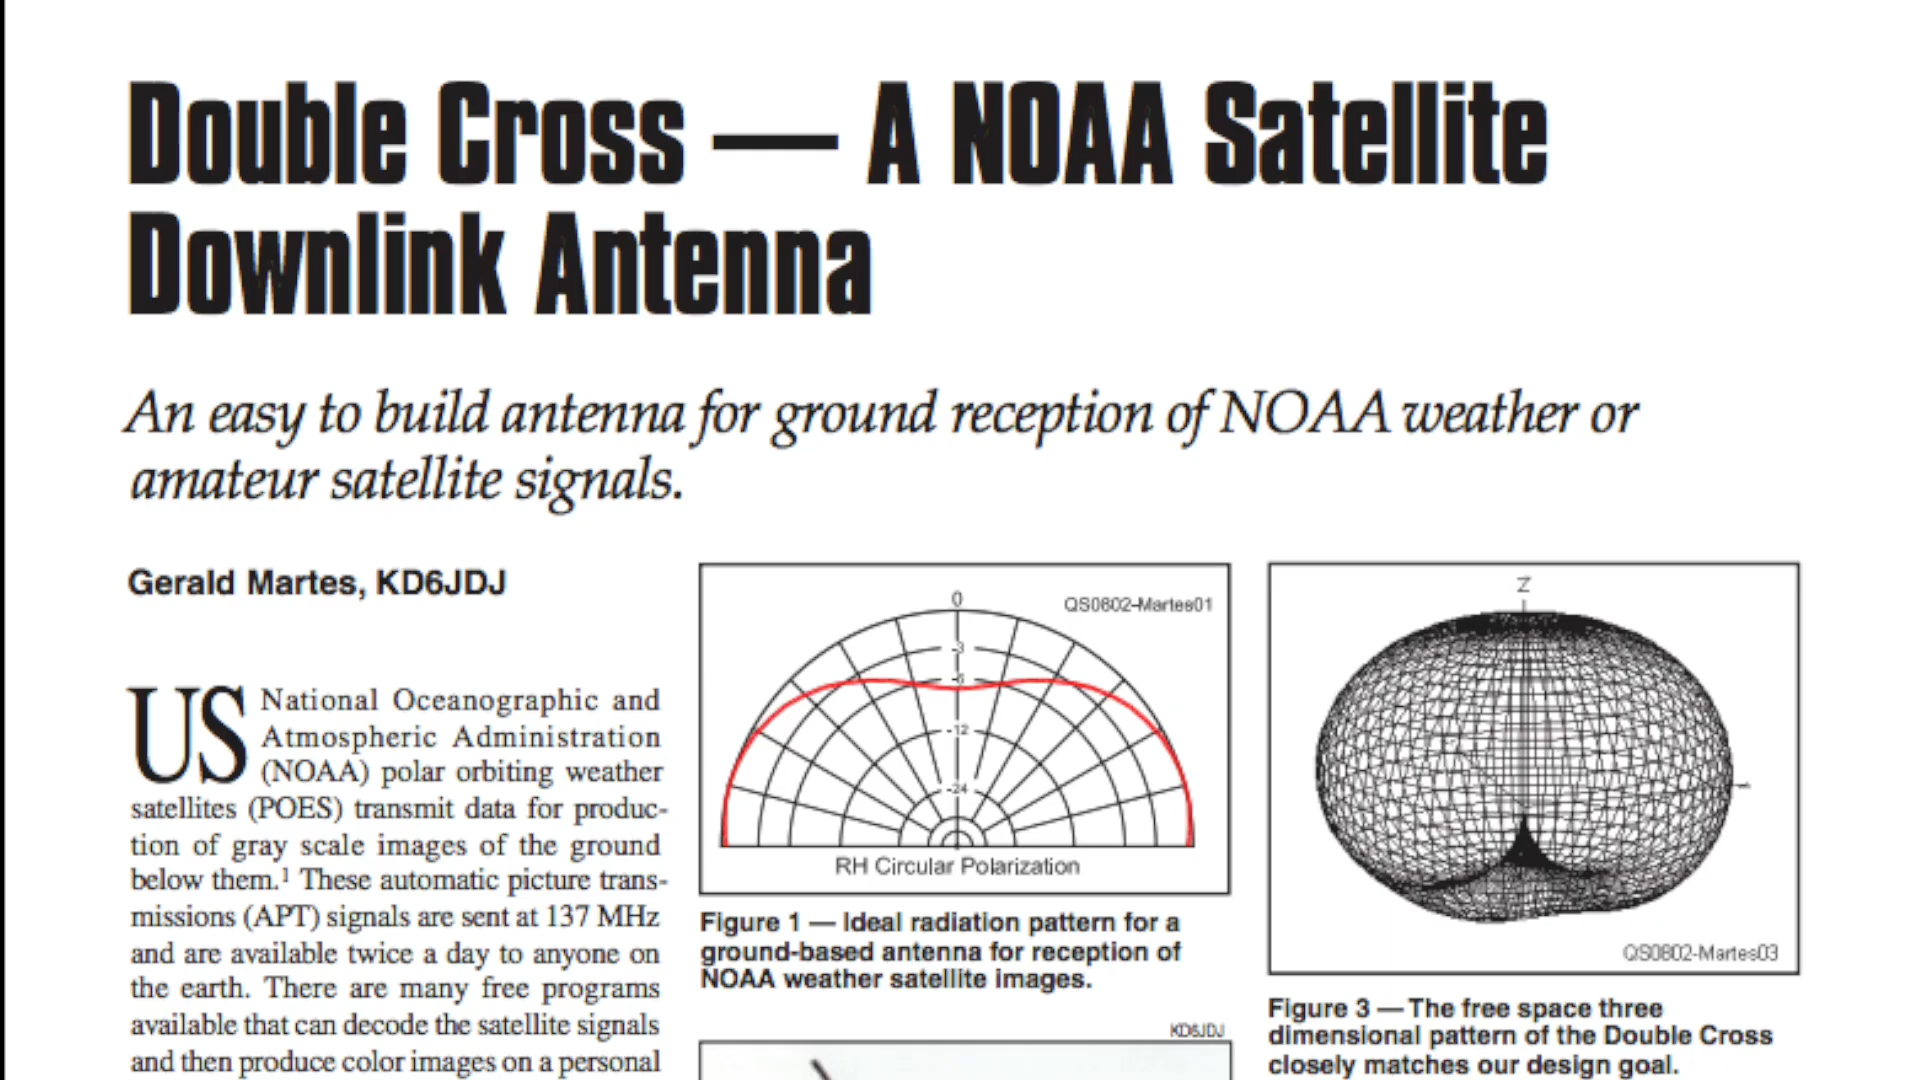 Double Cross — A NOAA Satellite
Downlink Antenna
An easy to build antenna for ground reception of NOAA weather or
amateur satellite signals.
Gerald Martes, KD6JDJ
US National Oceanographic and
Atmospheric Administration
(NOAA) polar orbiting weather
satellites (POES) transmit data for produc-
tion of gray scale images of the ground
below them.¹ These automatic picture trans-
missions (APT) signals are sent at 137 MHz
and are available twice a day to anyone on
the earth. There are many free programs
available that can decode the satellite signals
and then produce color images on a personal
0
QS0802-Martes01
-3
-6
-12
-24
RH Circular Polarization
Figure 1 — Ideal radiation pattern for a
ground-based antenna for reception of
NOAA weather satellite images.
KD6JDJ
Z
QS0802-Martes03
Figure 3 — The free space three
dimensional pattern of the Double Cross
closely matches our design goal.